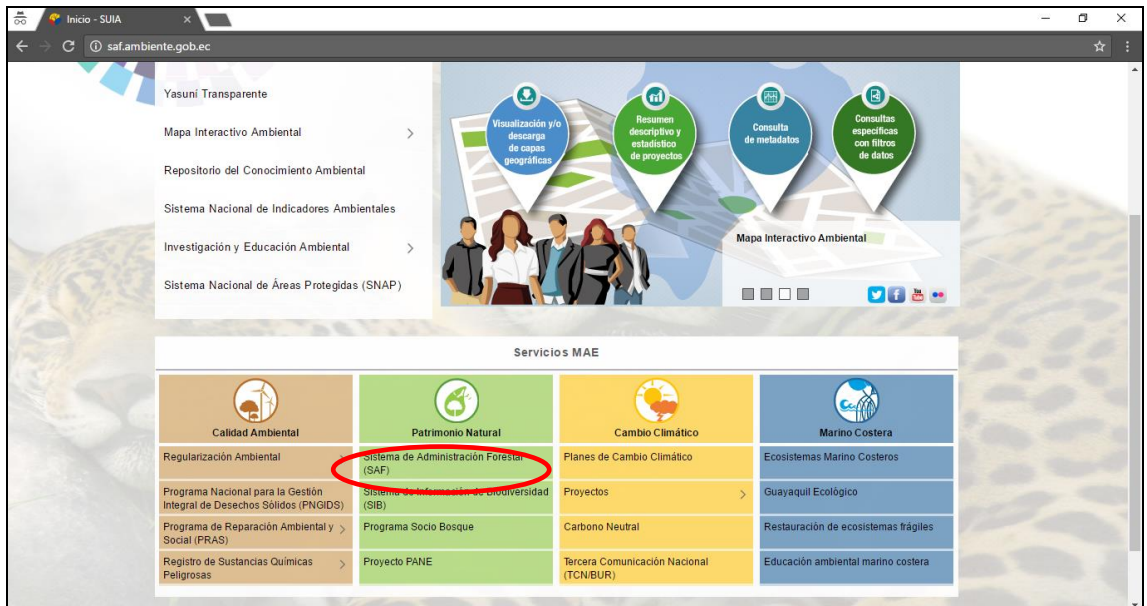 Inicio - SUIA
saf.ambiente.gob.ec
Yasuní Transparente
Mapa Interactivo Ambiental
Repositorio del Conocimiento Ambiental
Sistema Nacional de Indicadores Ambientales
Investigación y Educación Ambiental
Sistema Nacional de Áreas Protegidas (SNAP)
Visualización y/o
descarga
de capas
geográficas
Resumen
descriptivo y
estadístico
de proyectos
Consulta
de metadatos
Consultas
específicas
con filtros
de datos
Mapa Interactivo Ambiental
You
Tube
Servicios MAE
Calidad Ambiental
Regularización Ambiental
Programa Nacional para la Gestión
Integral de Desechos Sólidos (PNGIDS)
Programa de Reparación Ambiental y
Social (PRAS)
Registro de Sustancias Químicas
Peligrosas
Patrimonio Natural
Sistema de Administración Forestal
(SAF)
Sistema de Información de Biodiversidad
(SIB)
Programa Socio Bosque
Proyecto PANE
Cambio Climático
Planes de Cambio Climático
Proyectos
Carbono Neutral
Tercera Comunicación Nacional
(TCN/BUR)
Marino Costera
Ecosistemas Marino Costeros
Guayaquil Ecológico
Restauración de ecosistemas frágiles
Educación ambiental marino costera